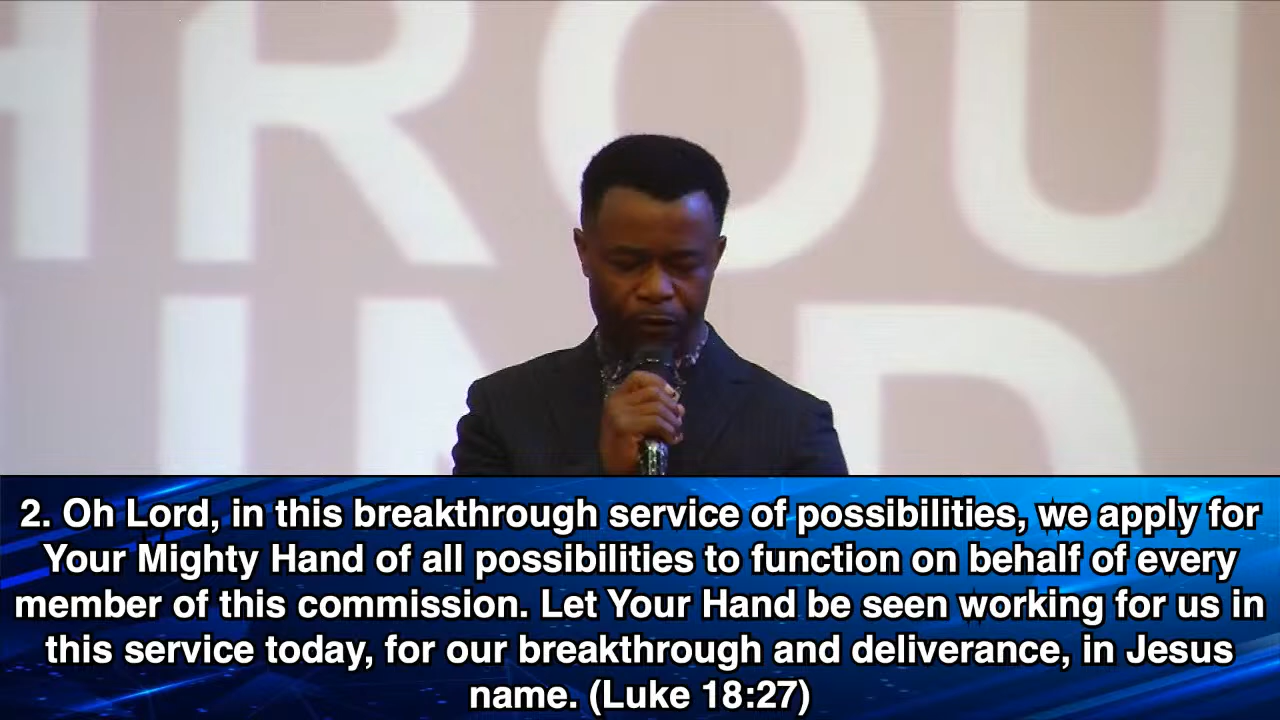 HROU
IND
2. Oh Lord, in this breakthrough service of possibilities, we apply for
Your Mighty Hand of all possibilities to function on behalf of every
member of this commission. Let Your Hand be seen working for us in
this service today, for our breakthrough and deliverance, in Jesus
name. (Luke 18:27)